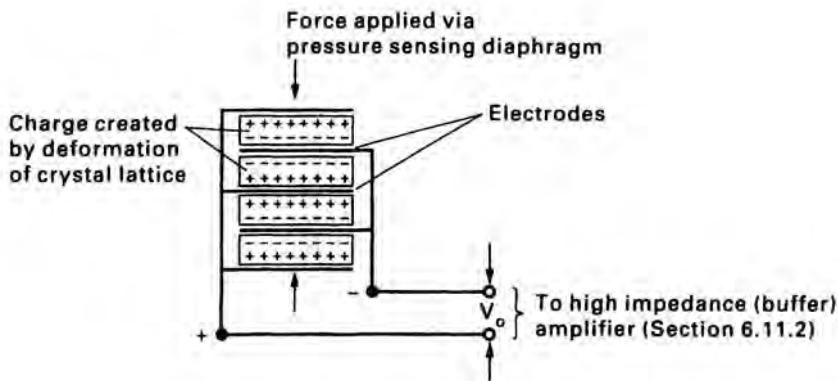 Force applied via
pressure sensing diaphragm
Electrodes
Charge created
by deformation
of crystal lattice
+ + + + + + + +
– – – – – – – –
– – – – – – – –
+ + + + + + + +
+ + + + + + + +
– – – – – – – –
– – – – – – – –
+ + + + + + + +
–
Vo
+
To high impedance (buffer)
amplifier (Section 6.11.2)